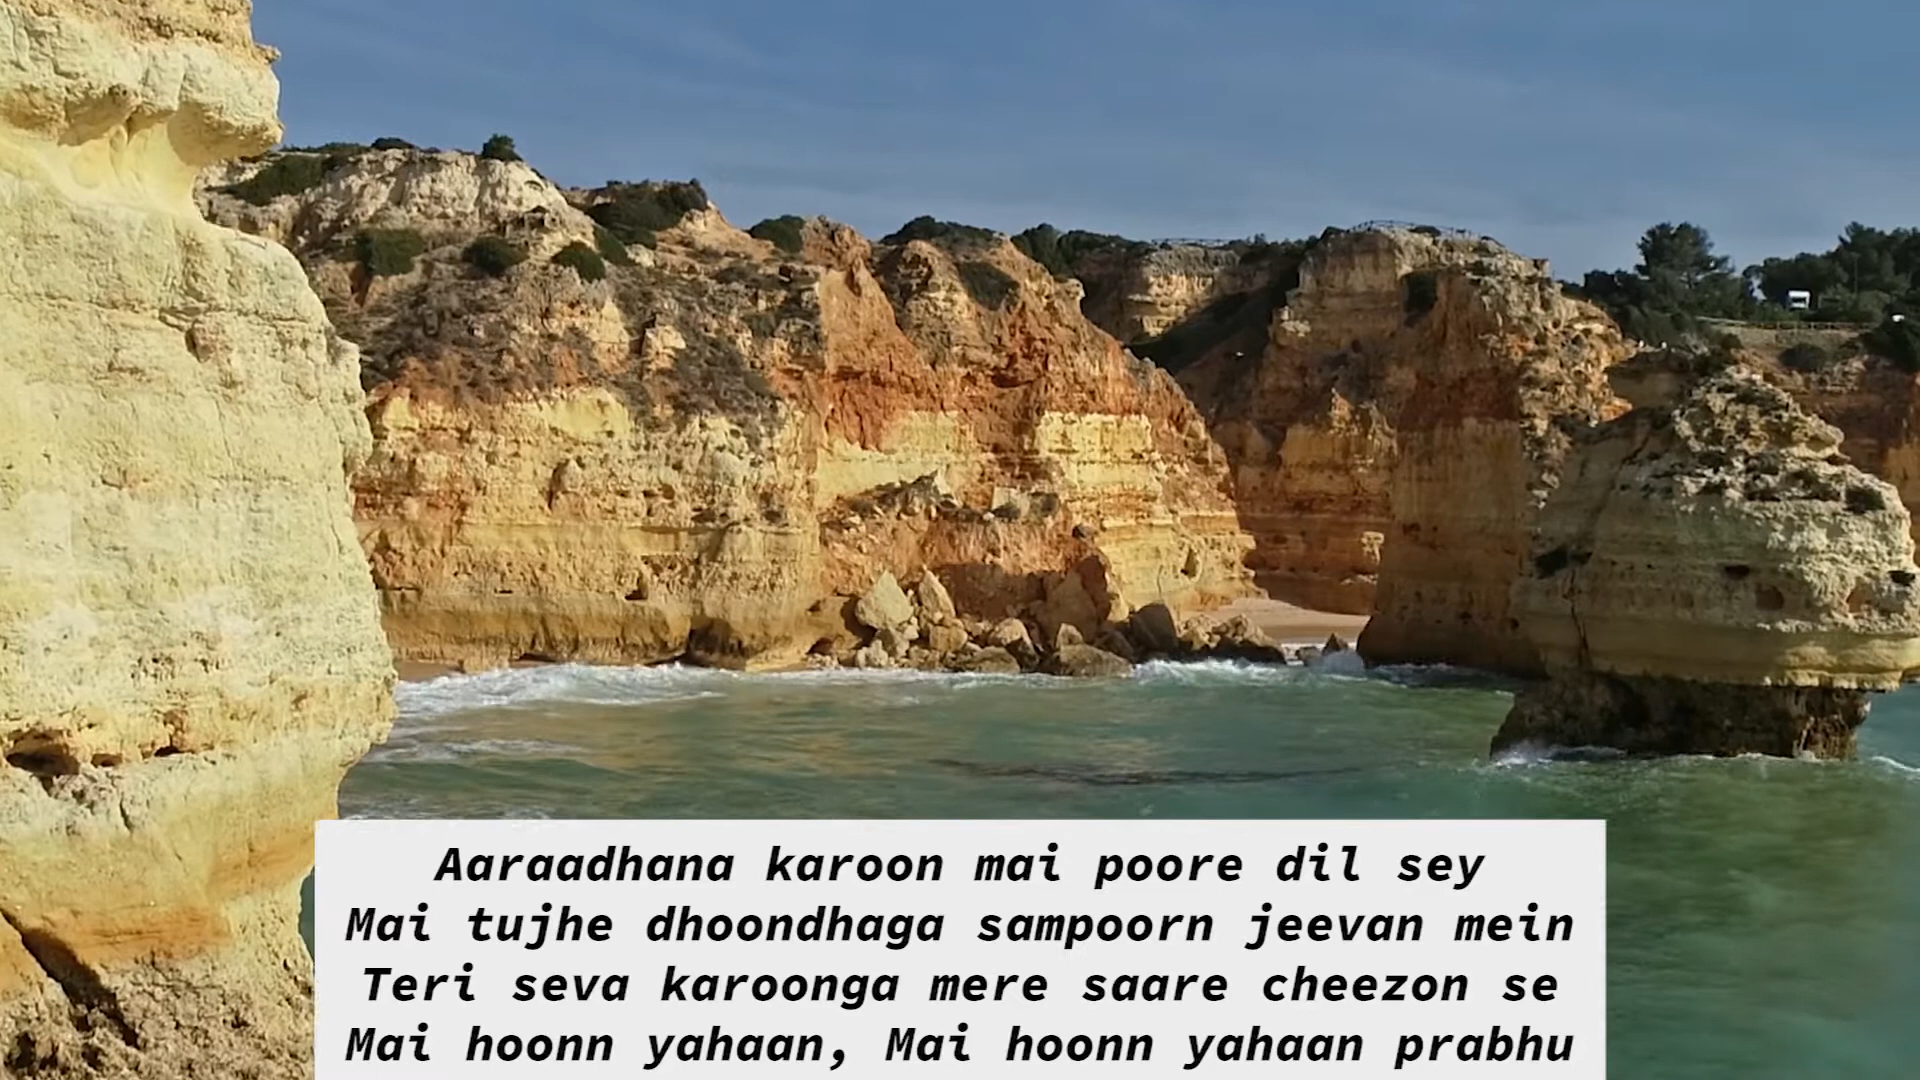 Aaraadhana karoon mai poore dil sey
Mai tujhe dhoondhaga sampoorn jeevan mein
Teri seva karoonga mere saare cheezon se
Mai hoonn yahaan, Mai hoonn yahaan prabhu